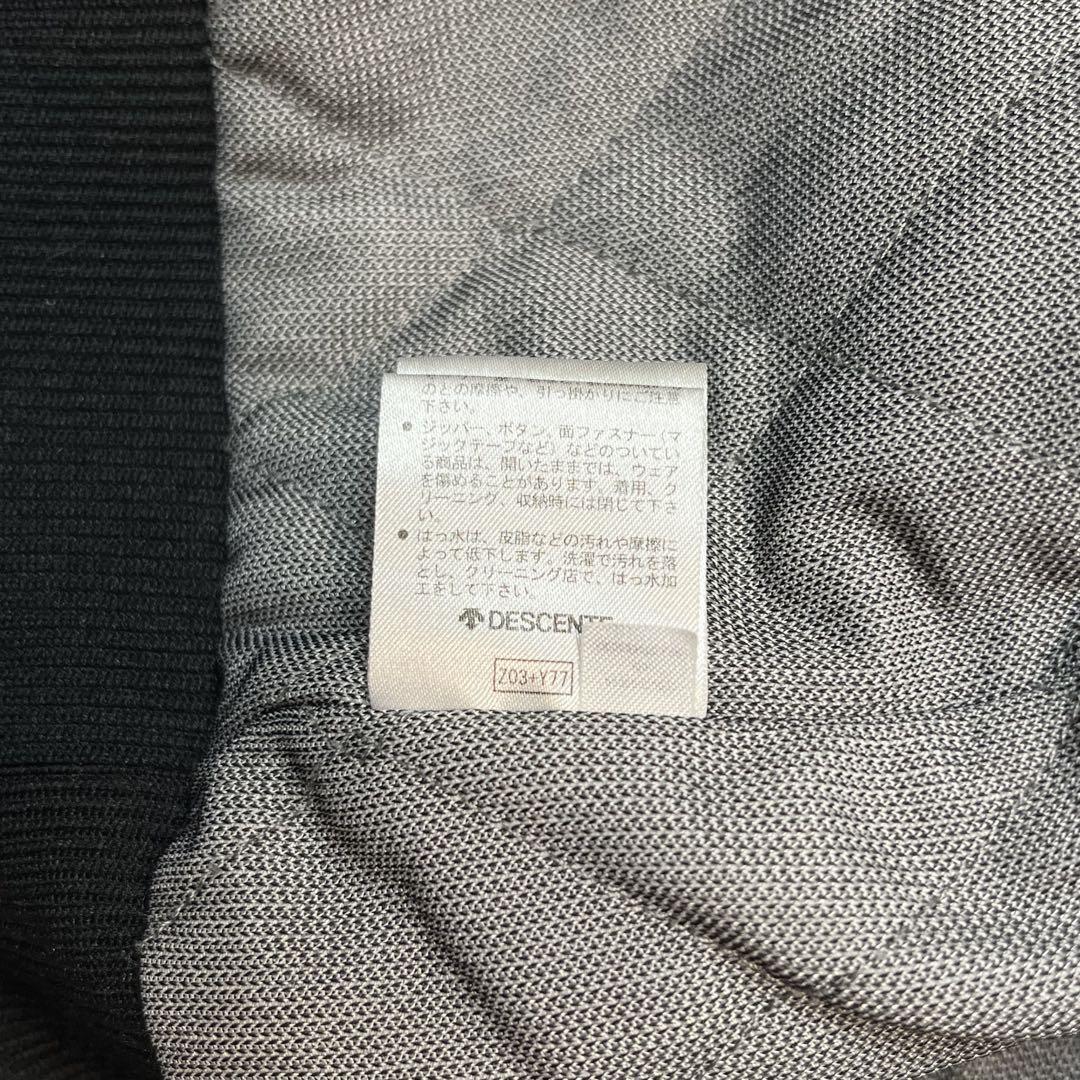 のとの摩擦や、引っ掛かりにご注意
下さい。
● ジッパー、ボタン、面ファスナー(マ
ジックテープなど)などのついてい
る商品は、開いたままでは、ウェア
を傷めることがあります。着用、ク
リーニング、収納時には閉じて下さ
い。
● はっ水は、皮脂などの汚れや摩擦に
よって低下します。洗濯で汚れを落
とし、クリーニング店で、はっ水加
工をして下さい。
DESCENTE
Z03+Y77